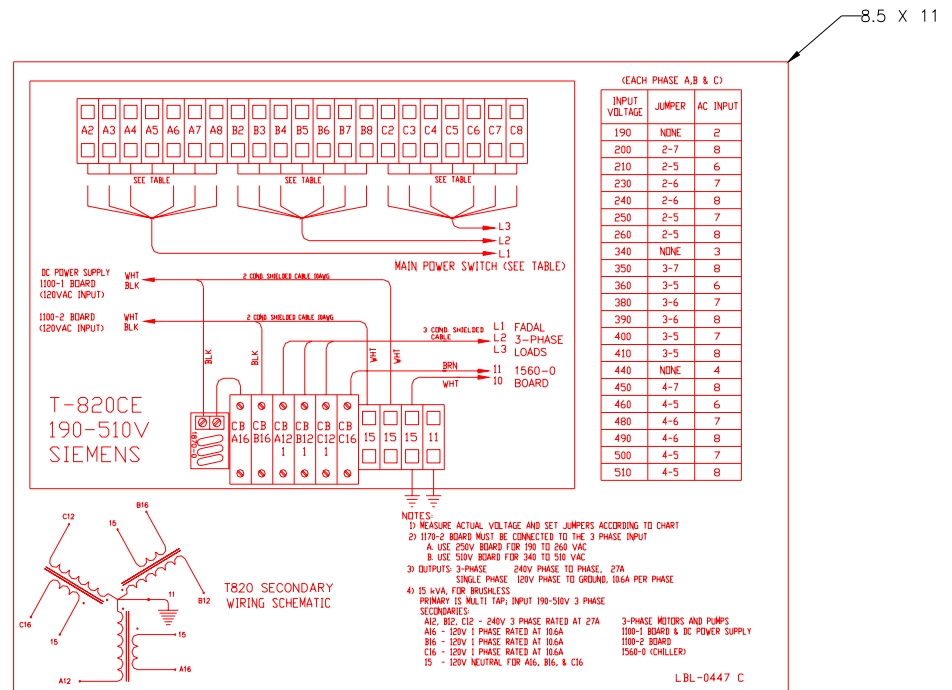 8.5 X 11
(EACH PHASE A,B & C)
INPUT VOLTAGE JUMPER AC INPUT
190 NONE 2
200 2-7 8
210 2-5 6
230 2-6 7
240 2-6 8
250 2-5 7
260 2-5 8
340 NONE 3
350 3-7 8
360 3-5 6
380 3-6 7
390 3-6 8
400 3-5 7
410 3-5 8
440 NONE 4
450 4-7 8
460 4-5 6
480 4-6 7
490 4-6 8
500 4-5 7
510 4-5 8
A2 A3 A4 A5 A6 A7 A8 B2 B3 B4 B5 B6 B7 B8 C2 C3 C4 C5 C6 C7 C8
SEE TABLE SEE TABLE SEE TABLE
L3
L2
L1
MAIN POWER SWITCH (SEE TABLE)
DC POWER SUPPLY
1100-1 BOARD
(120VAC INPUT)
WHT
BLK
2 COND. SHIELDED CABLE 10AWG
1100-2 BOARD
(120VAC INPUT)
WHT
BLK
2 COND. SHIELDED CABLE 10AWG
3 COND. SHIELDED
CABLE
L1 FADAL
L2 3-PHASE
L3 LOADS
BLK BLK WHT WHT
BRN
WHT
11 1560-0
10 BOARD
T-820CE
190-510V
SIEMENS
1870-0
CB A16
CB B16
CB A12 1
CB B12 1
CB C12 1
CB C16
15 15 15 11
NOTES:
1) MEASURE ACTUAL VOLTAGE AND SET JUMPERS ACCORDING TO CHART
2) 1170-2 BOARD MUST BE CONNECTED TO THE 3 PHASE INPUT
A. USE 250V BOARD FOR 190 TO 260 VAC
B. USE 510V BOARD FOR 340 TO 510 VAC
3) OUTPUTS: 3-PHASE 240V PHASE TO PHASE, 27A
SINGLE PHASE 120V PHASE TO GROUND, 10.6A PER PHASE
4) 15 kVA, FOR BRUSHLESS
PRIMARY IS MULTI TAP; INPUT 190-510V 3 PHASE
SECONDARIES:
A12, B12, C12 - 240V 3 PHASE RATED AT 27A 3-PHASE MOTORS AND PUMPS
A16 - 120V 1 PHASE RATED AT 10.6A 1100-1 BOARD & DC POWER SUPPLY
B16 - 120V 1 PHASE RATED AT 10.6A 1100-2 BOARD
C16 - 120V 1 PHASE RATED AT 10.6A 1560-0 (CHILLER)
15 - 120V NEUTRAL FOR A16, B16, & C16
C12
15
B16
C16
15
11
B12
15
A12
A16
T820 SECONDARY
WIRING SCHEMATIC
LBL-0447 C